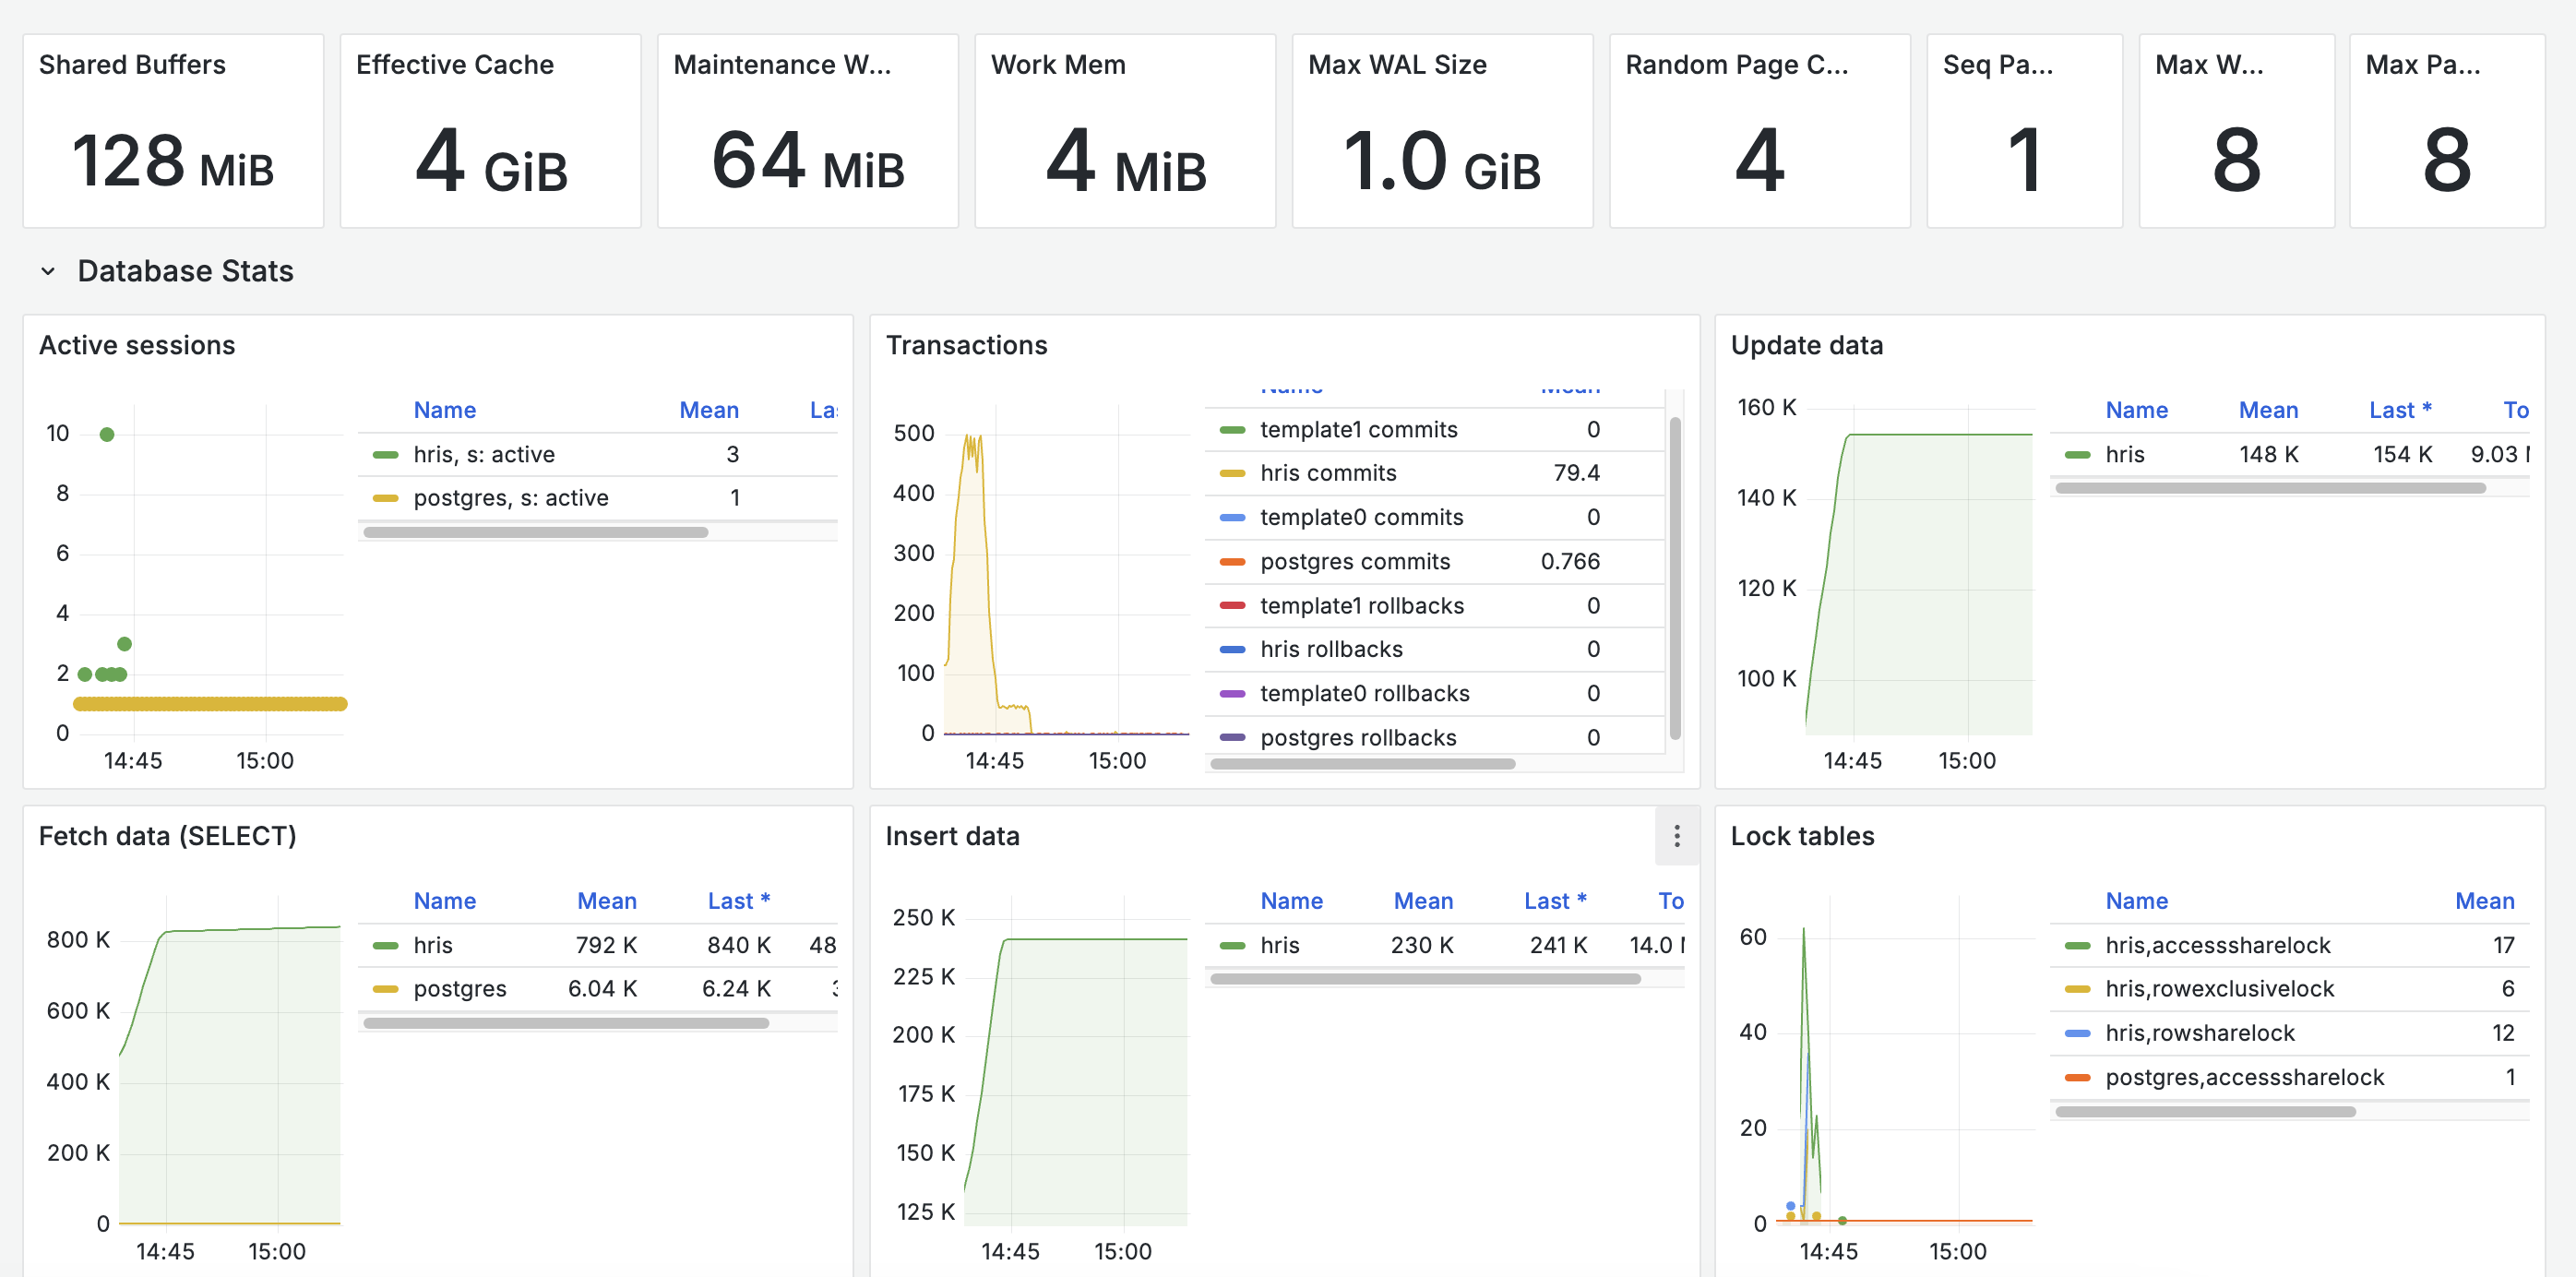 Shared Buffers
128 MiB
Effective Cache
4 GiB
Maintenance W...
64 MiB
Work Mem
4 MiB
Max WAL Size
1.0 GiB
Random Page C...
4
Seq Pa...
1
Max W...
8
Max Pa...
8
Database Stats
Active sessions
10
8
6
4
2
0
14:45 15:00
Name Mean La
hris, s: active 3
postgres, s: active 1
Transactions
500
400
300
200
100
0
14:45 15:00
Name Mean
template1 commits 0
hris commits 79.4
template0 commits 0
postgres commits 0.766
template1 rollbacks 0
hris rollbacks 0
template0 rollbacks 0
postgres rollbacks 0
Update data
160 K
140 K
120 K
100 K
14:45 15:00
Name Mean Last * To
hris 148 K 154 K 9.03
Fetch data (SELECT)
800 K
600 K
400 K
200 K
0
14:45 15:00
Name Mean Last *
hris 792 K 840 K 48
postgres 6.04 K 6.24 K
Insert data
250 K
225 K
200 K
175 K
150 K
125 K
14:45 15:00
Name Mean Last * To
hris 230 K 241 K 14.0
Lock tables
60
40
20
0
14:45 15:00
Name Mean
hris,accesssharelock 17
hris,rowexclusivelock 6
hris,rowsharelock 12
postgres,accesssharelock 1